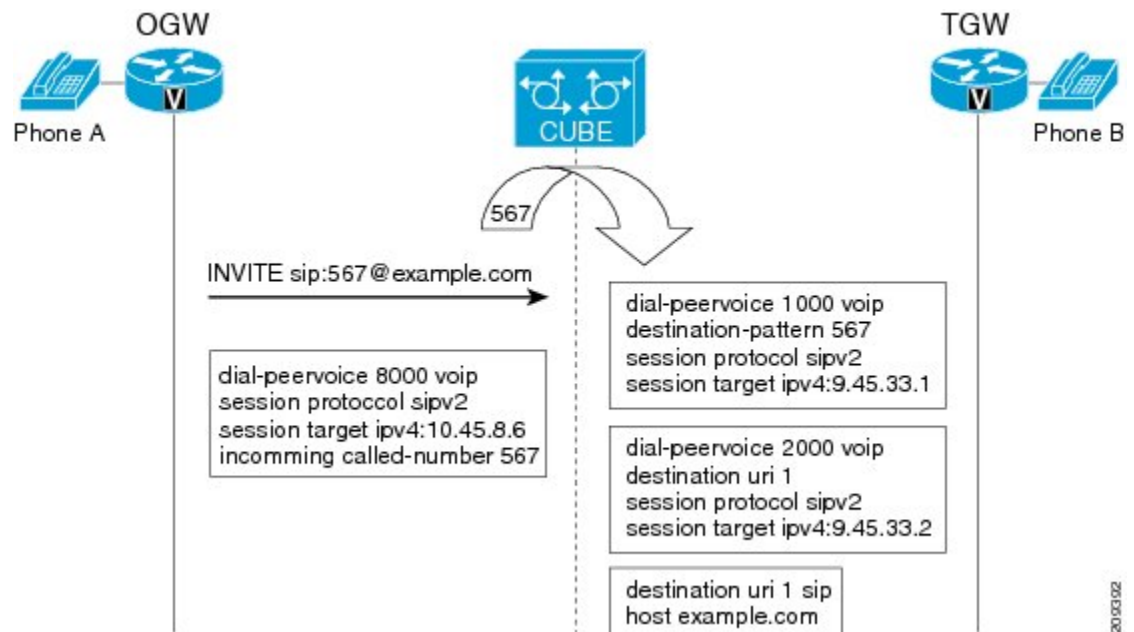 OGW
TGW
V
V
Phone A
CUBE
Phone B
567
INVITE sip:567@example.com
dial-peervoice 8000 voip
session protoccol sipv2
session target ipv4:10.45.8.6
incomming called-number 567
dial-peervoice 1000 voip
destination-pattern 567
session protocol sipv2
session target ipv4:9.45.33.1
dial-peervoice 2000 voip
destination uri 1
session protocol sipv2
session target ipv4:9.45.33.2
destination uri 1 sip
host example.com
209392